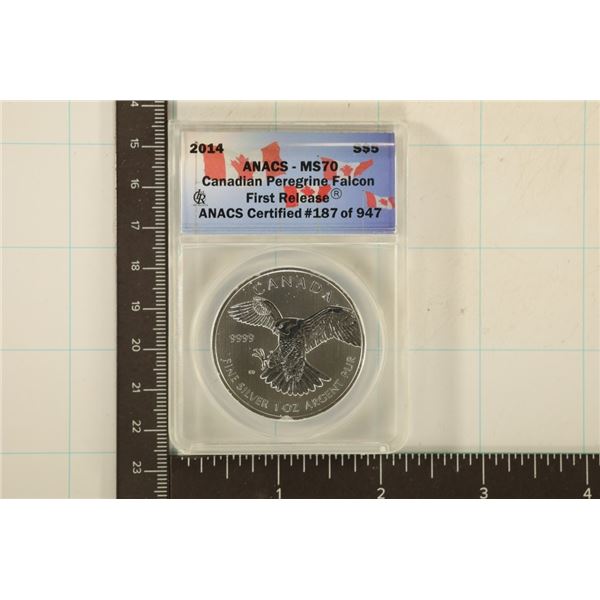 2014 S$5
ANACS - MS70
Canadian Peregrine Falcon
First Release®
ANACS Certified #187 of 947
CANADA
9999
FINE SILVER 1 OZ ARGENT PUR
14
15
16
17
18
19
20
21
22
23
1 2 3 4